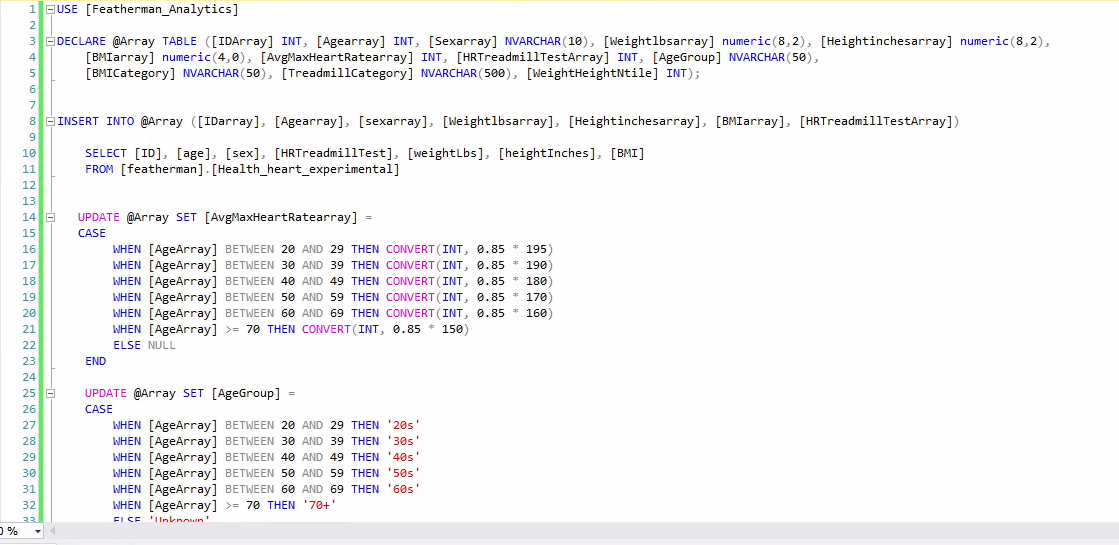 1 USE [Featherman_Analytics]
2
3 DECLARE @Array TABLE ([IDArray] INT, [Agearray] INT, [Sexarray] NVARCHAR(10), [Weightlbsarray] numeric(8,2), [Heightinchesarray] numeric(8,2),
4 [BMIarray] numeric(4,0), [AvgMaxHeartRatearray] INT, [HRTreadmillTestArray] INT, [AgeGroup] NVARCHAR(50),
5 [BMICategory] NVARCHAR(50), [TreadmillCategory] NVARCHAR(500), [WeightHeightNtile] INT);
6
7
8 INSERT INTO @Array ([IDarray], [Agearray], [sexarray], [Weightlbsarray], [Heightinchesarray], [BMIarray], [HRTreadmillTestArray])
9
10 SELECT [ID], [age], [sex], [HRTreadmillTest], [weightLbs], [heightInches], [BMI]
11 FROM [featherman].[Health_heart_experimental]
12
13
14 UPDATE @Array SET [AvgMaxHeartRatearray] =
15 CASE
16 WHEN [AgeArray] BETWEEN 20 AND 29 THEN CONVERT(INT, 0.85 * 195)
17 WHEN [AgeArray] BETWEEN 30 AND 39 THEN CONVERT(INT, 0.85 * 190)
18 WHEN [AgeArray] BETWEEN 40 AND 49 THEN CONVERT(INT, 0.85 * 180)
19 WHEN [AgeArray] BETWEEN 50 AND 59 THEN CONVERT(INT, 0.85 * 170)
20 WHEN [AgeArray] BETWEEN 60 AND 69 THEN CONVERT(INT, 0.85 * 160)
21 WHEN [AgeArray] >= 70 THEN CONVERT(INT, 0.85 * 150)
22 ELSE NULL
23 END
24
25 UPDATE @Array SET [AgeGroup] =
26 CASE
27 WHEN [AgeArray] BETWEEN 20 AND 29 THEN '20s'
28 WHEN [AgeArray] BETWEEN 30 AND 39 THEN '30s'
29 WHEN [AgeArray] BETWEEN 40 AND 49 THEN '40s'
30 WHEN [AgeArray] BETWEEN 50 AND 59 THEN '50s'
31 WHEN [AgeArray] BETWEEN 60 AND 69 THEN '60s'
32 WHEN [AgeArray] >= 70 THEN '70+'
33 ELSE 'Unknown'
0 %